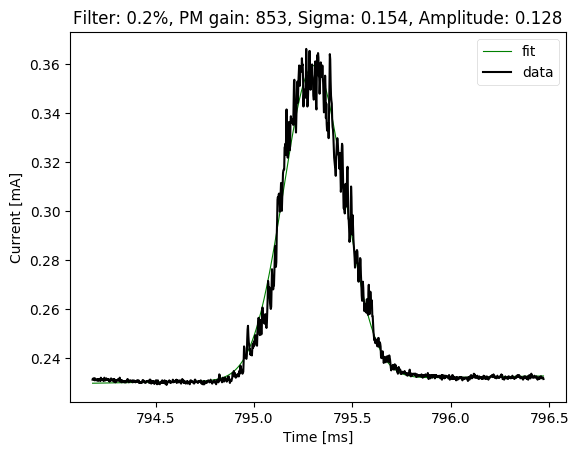 Filter: 0.2%, PM gain: 853, Sigma: 0.154, Amplitude: 0.128
fit
data
Current [mA]
0.36
0.34
0.32
0.30
0.28
0.26
0.24
794.5 795.0 795.5 796.0 796.5
Time [ms]